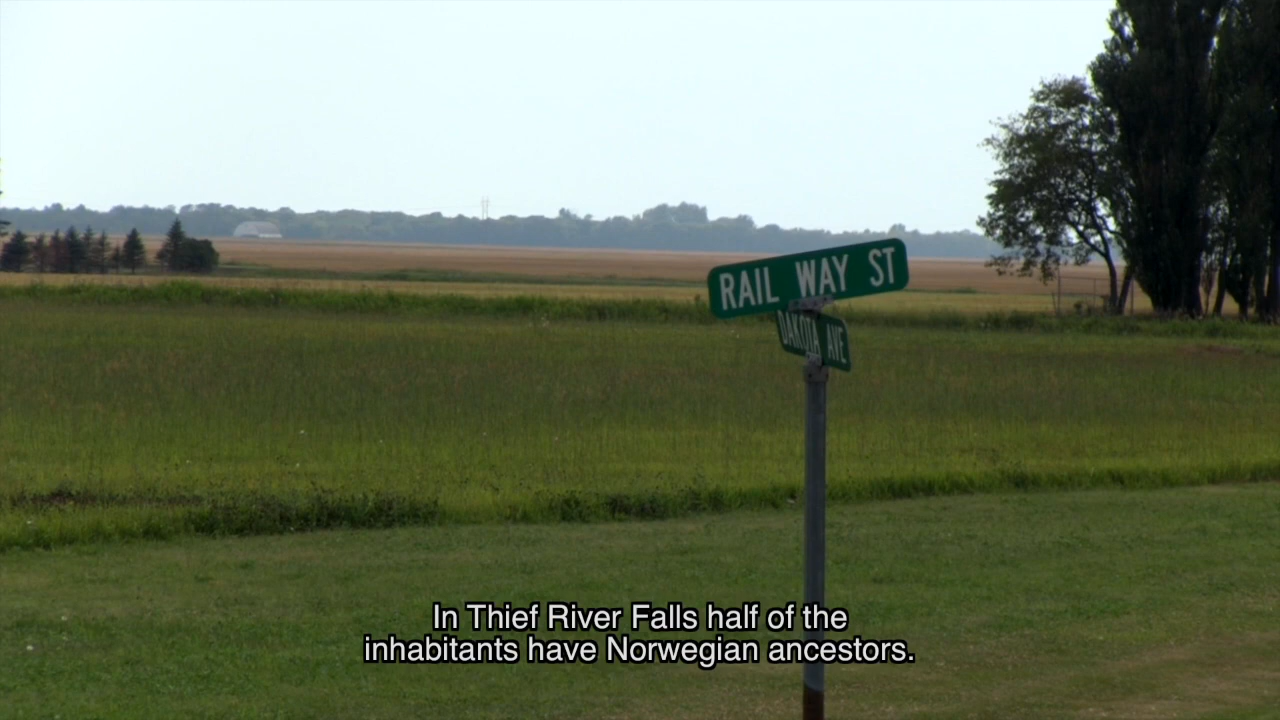 RAIL WAY ST
DAKOTA AVE
In Thief River Falls half of the
inhabitants have Norwegian ancestors.